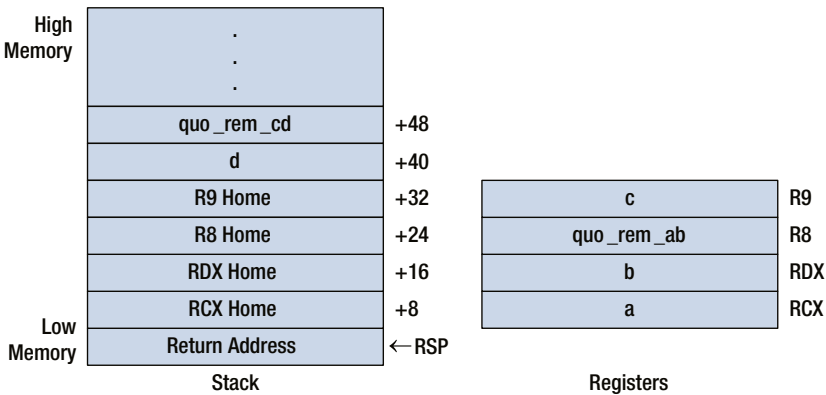 High
Memory
.
.
.
quo_rem_cd +48
d +40
R9 Home +32
R8 Home +24
RDX Home +16
RCX Home +8
Low
Memory
Return Address ←RSP
Stack
c R9
quo_rem_ab R8
b RDX
a RCX
Registers